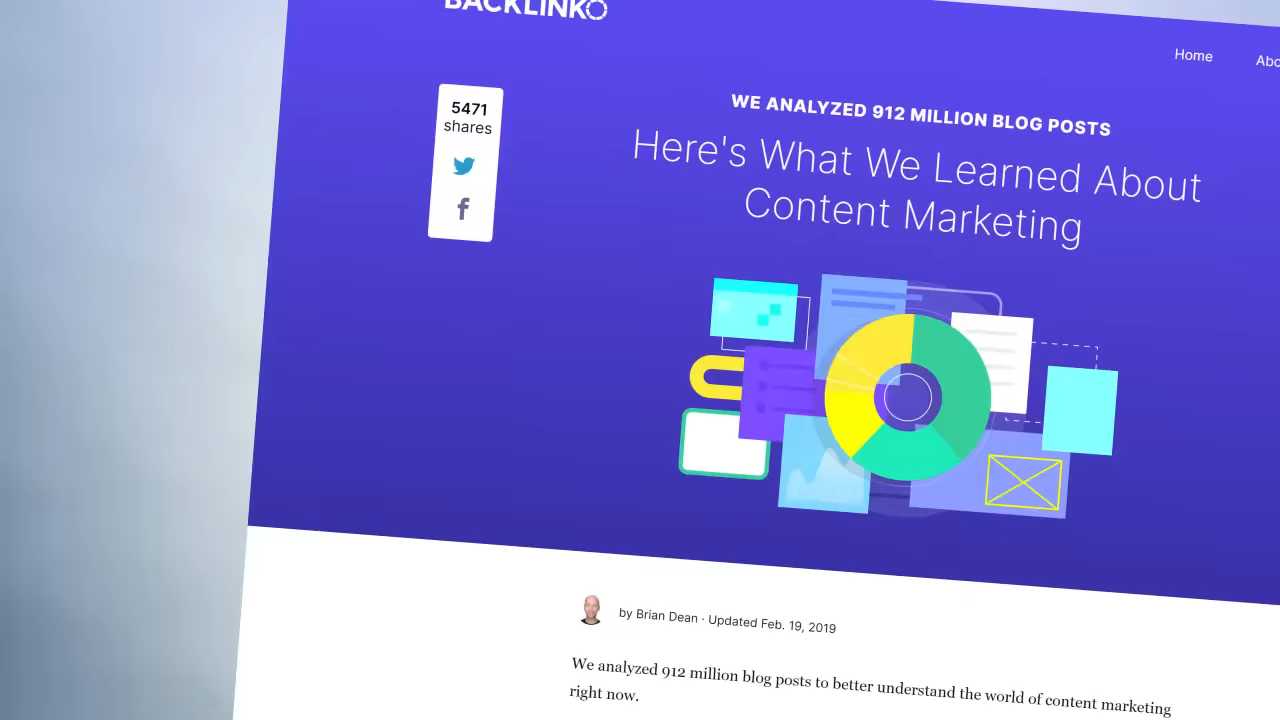 BACKLINKO
Home
5471
shares
WE ANALYZED 912 MILLION BLOG POSTS
Here's What We Learned About
Content Marketing
by Brian Dean · Updated Feb. 19, 2019
We analyzed 912 million blog posts to better understand the world of content marketing
right now.